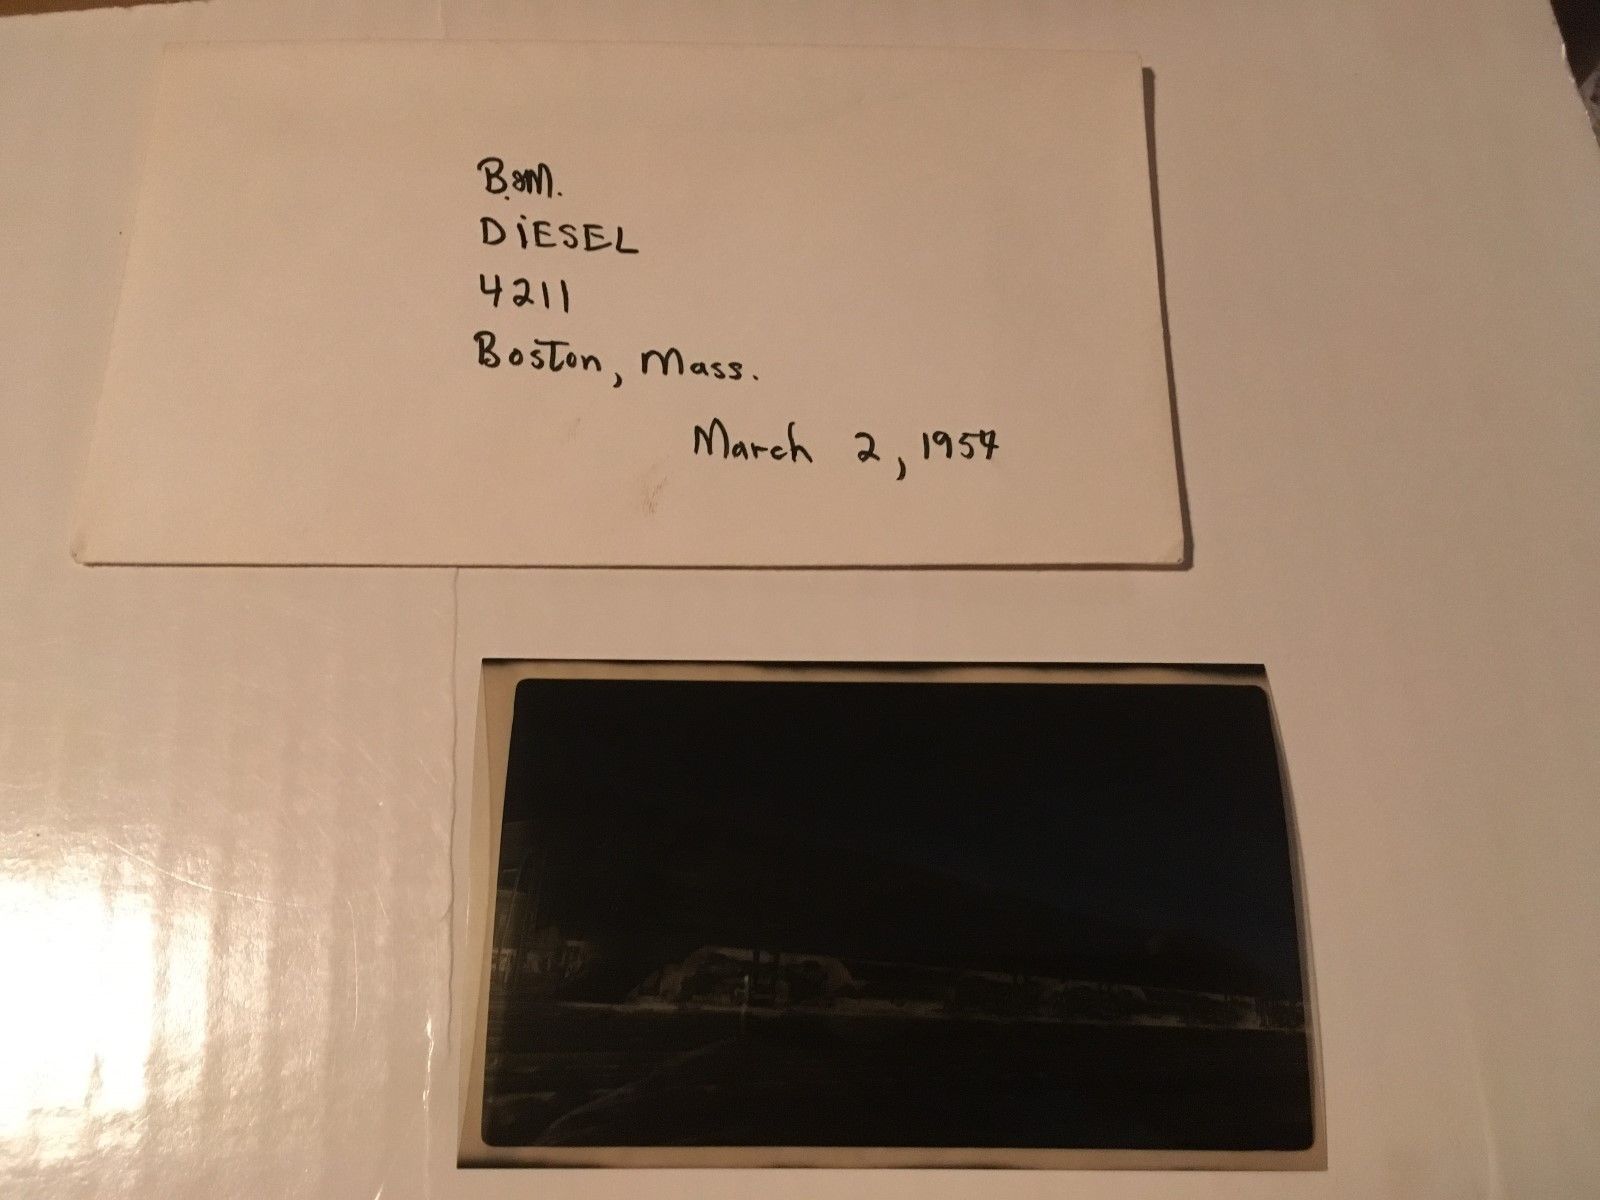 B&M.
DiESEL
4211
Boston, Mass.
March 2, 1954